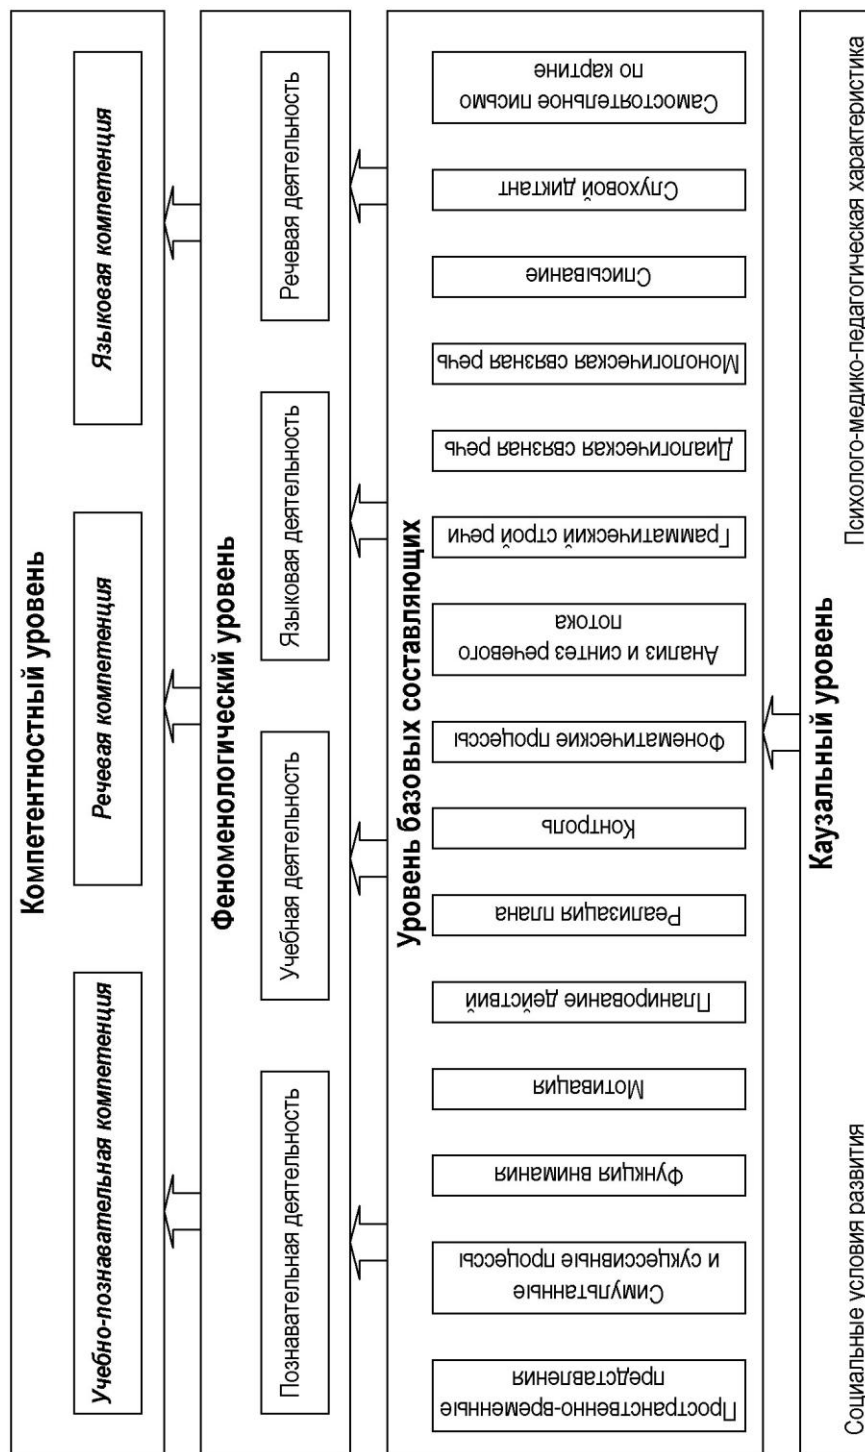 Компетентностный уровень
Учебно-познавательная компетенция
Речевая компетенция
Языковая компетенция
Феноменологический уровень
Познавательная деятельность
Учебная деятельность
Языковая деятельность
Речевая деятельность
Уровень базовых составляющих
Пространственно-временные
представления
Симультанные
и сукцессивные процессы
Функция внимания
Мотивация
Планирование действий
Реализация плана
Контроль
Фонематические процессы
Анализ и синтез речевого
потока
Грамматический строй речи
Диалогическая связная речь
Монологическая связная речь
Списывание
Слуховой диктант
Самостоятельное письмо
по картине
Каузальный уровень
Социальные условия развития
Психолого-медико-педагогическая характеристика